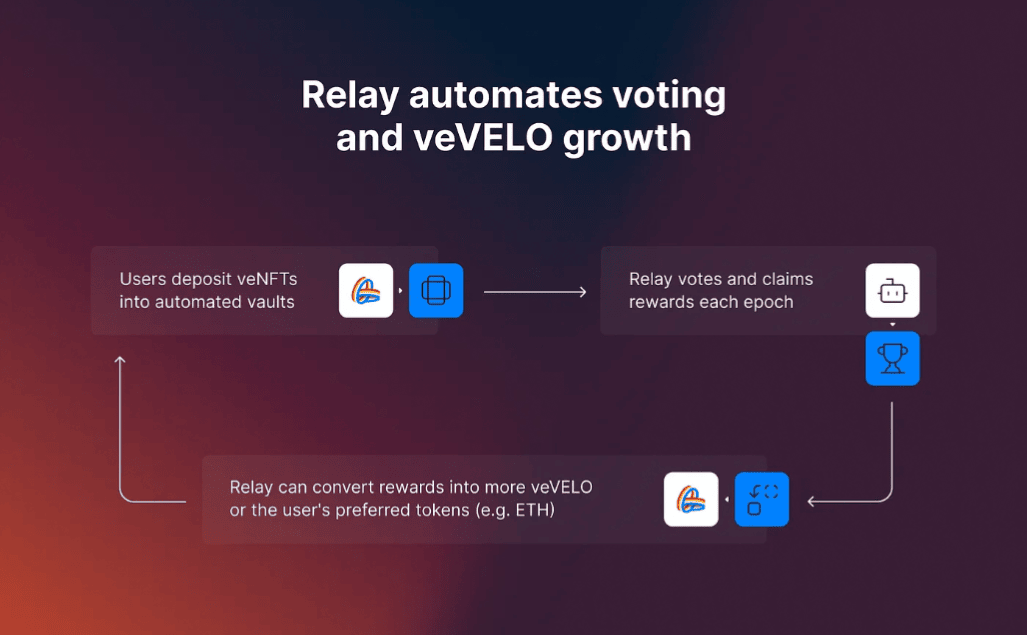 Relay automates voting
and veVELO growth
Users deposit veNFTs
into automated vaults
Relay votes and claims
rewards each epoch
Relay can convert rewards into more veVELO
or the user's preferred tokens (e.g. ETH)